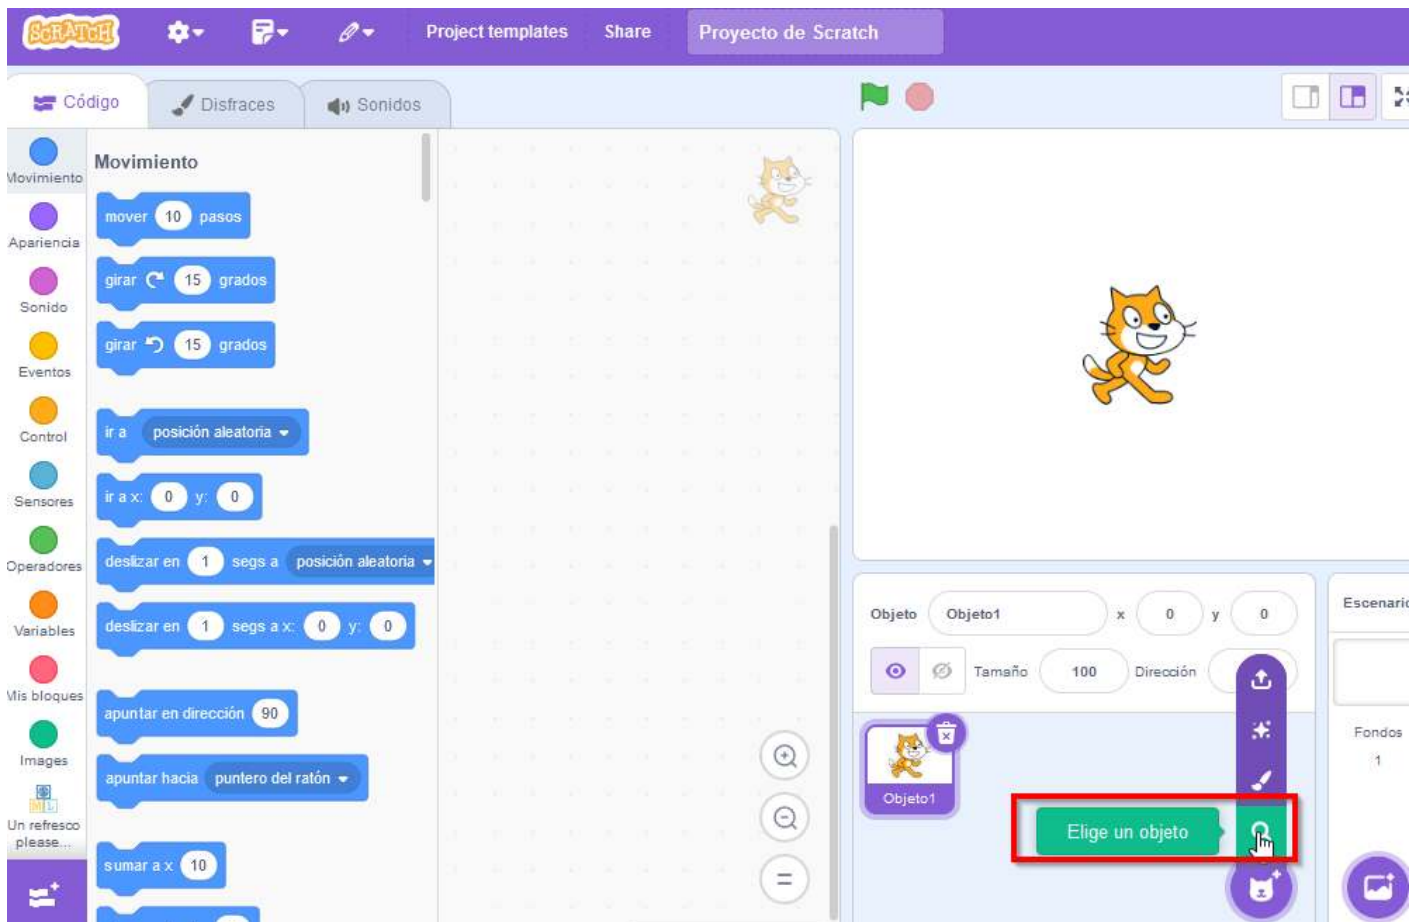 SCRATCH
Project templates
Share
Proyecto de Scratch
Código
Disfraces
Sonidos
Movimiento
Apariencia
Sonido
Eventos
Control
Sensores
Operadores
Variables
Mis bloques
Images
ML
Un refresco
please...
Movimiento
mover 10 pasos
girar 15 grados
girar 15 grados
ir a posición aleatoria
ir a x: 0 y: 0
deslizar en 1 segs a posición aleatoria
deslizar en 1 segs a x: 0 y: 0
apuntar en dirección 90
apuntar hacia puntero del ratón
sumar a x 10
Objeto Objeto1 x 0 y 0
Tamaño 100 Dirección
Objeto1
Elige un objeto
Escenario
Fondos
1